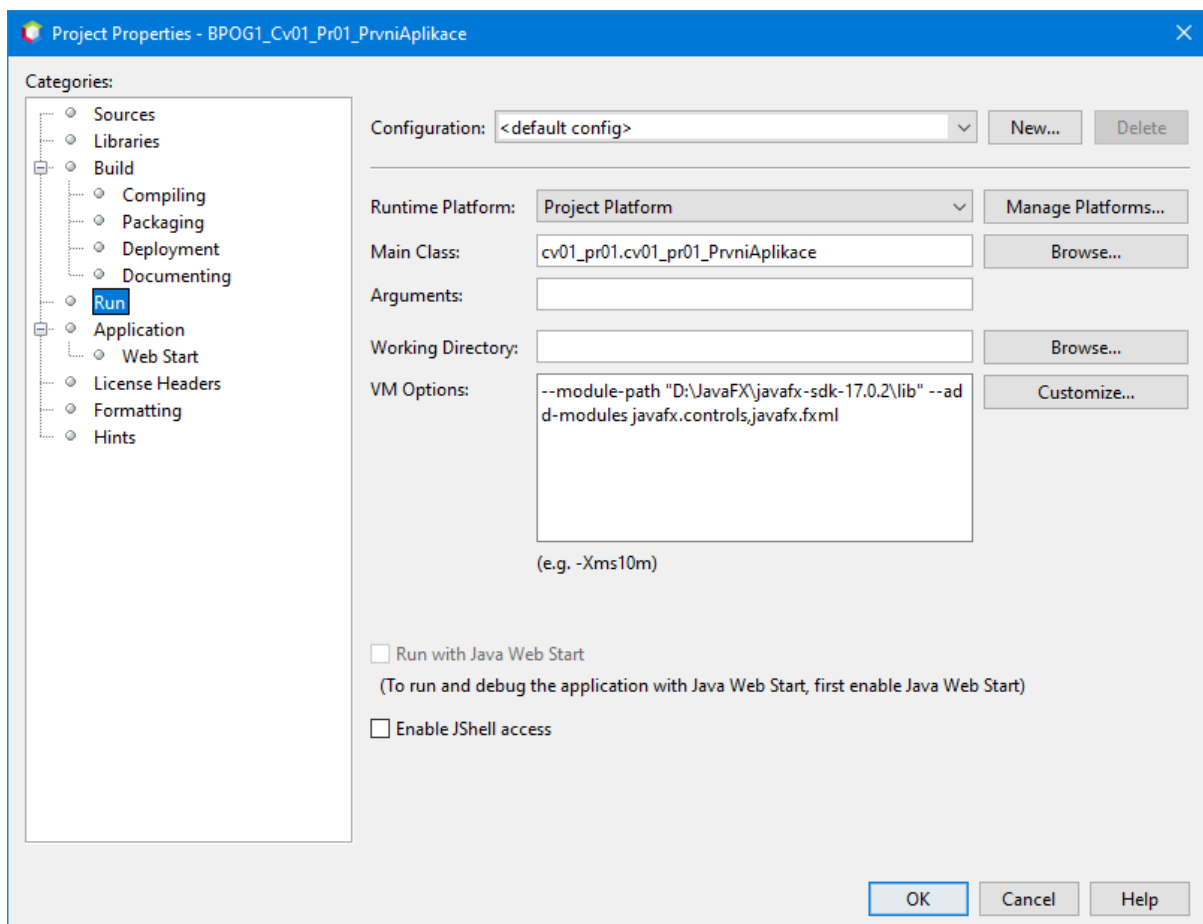 Project Properties - BPOG1_Cv01_Pr01_PrvniAplikace
Categories:
Sources
Libraries
Build
Compiling
Packaging
Deployment
Documenting
Run
Application
Web Start
License Headers
Formatting
Hints
Configuration: <default config> New... Delete
Runtime Platform: Project Platform Manage Platforms...
Main Class: cv01_pr01.cv01_pr01_PrvniAplikace Browse...
Arguments:
Working Directory: Browse...
VM Options: --module-path "D:\JavaFX\javafx-sdk-17.0.2\lib" --ad Customize...
d-modules javafx.controls,javafx.fxml
(e.g. -Xms10m)
Run with Java Web Start
(To run and debug the application with Java Web Start, first enable Java Web Start)
Enable JShell access
OK Cancel Help